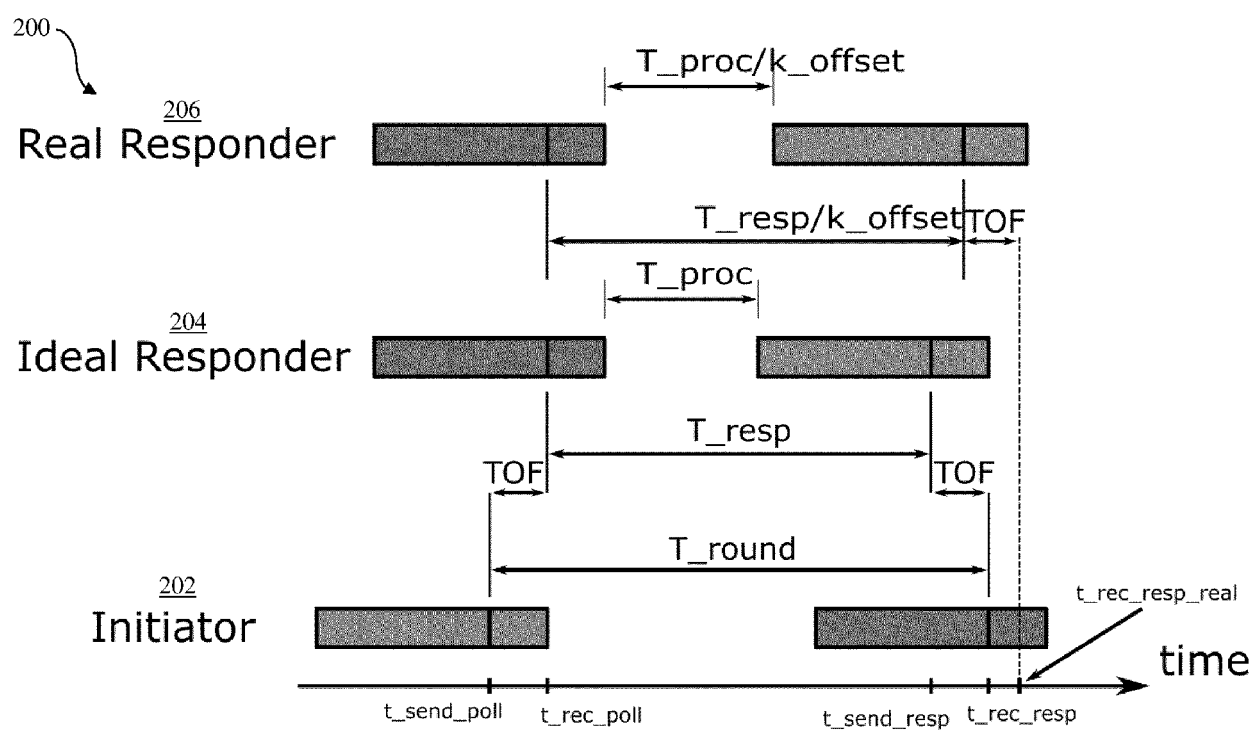 200
T_proc/k_offset
206
Real Responder
T_resp/k_offset
TOF
T_proc
204
Ideal Responder
T_resp
TOF
TOF
T_round
202
Initiator
t_rec_resp_real
time
t_send_poll
t_rec_poll
t_send_resp
t_rec_resp